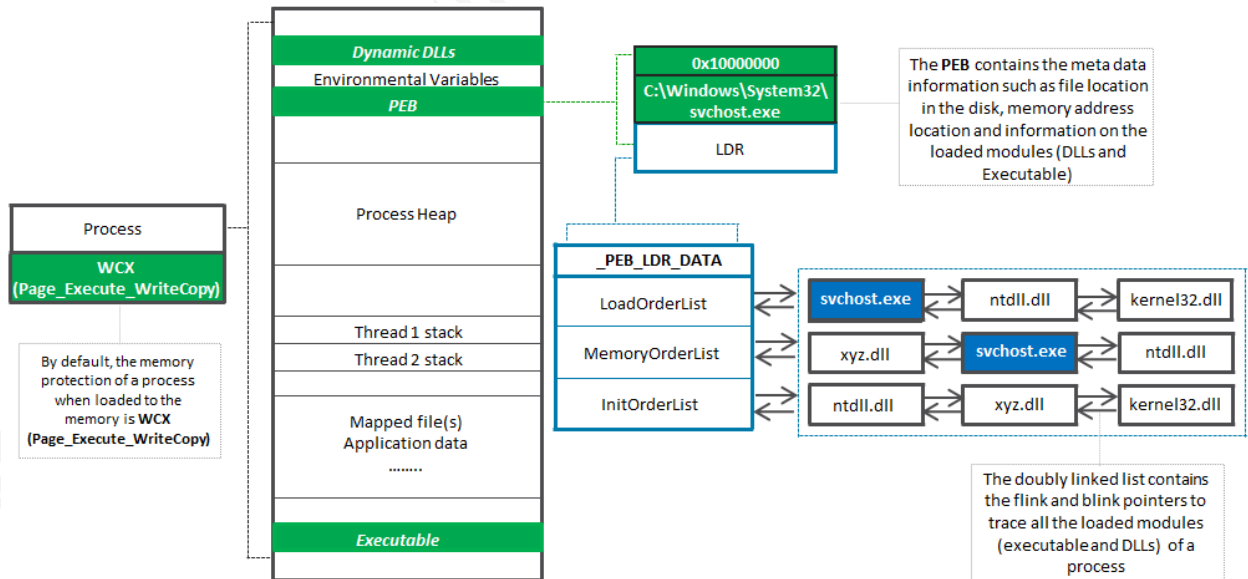 Process
WCX
(Page_Execute_WriteCopy)
By default, the memory
protection of a process
when loaded to the
memory is WCX
(Page_Execute_WriteCopy)
Dynamic DLLs
Environmental Variables
PEB
Process Heap
Thread 1 stack
Thread 2 stack
Mapped file(s)
Application data
........
Executable
0x10000000
C:\Windows\System32\
svchost.exe
LDR
The PEB contains the meta data
information such as file location
in the disk, memory address
location and information on the
loaded modules (DLLs and
Executable)
_PEB_LDR_DATA
LoadOrderList
MemoryOrderList
InitOrderList
svchost.exe ntdll.dll kernel32.dll
xyz.dll svchost.exe ntdll.dll
ntdll.dll xyz.dll kernel32.dll
The doubly linked list contains
the flink and blink pointers to
trace all the loaded modules
(executable and DLLs) of a
process